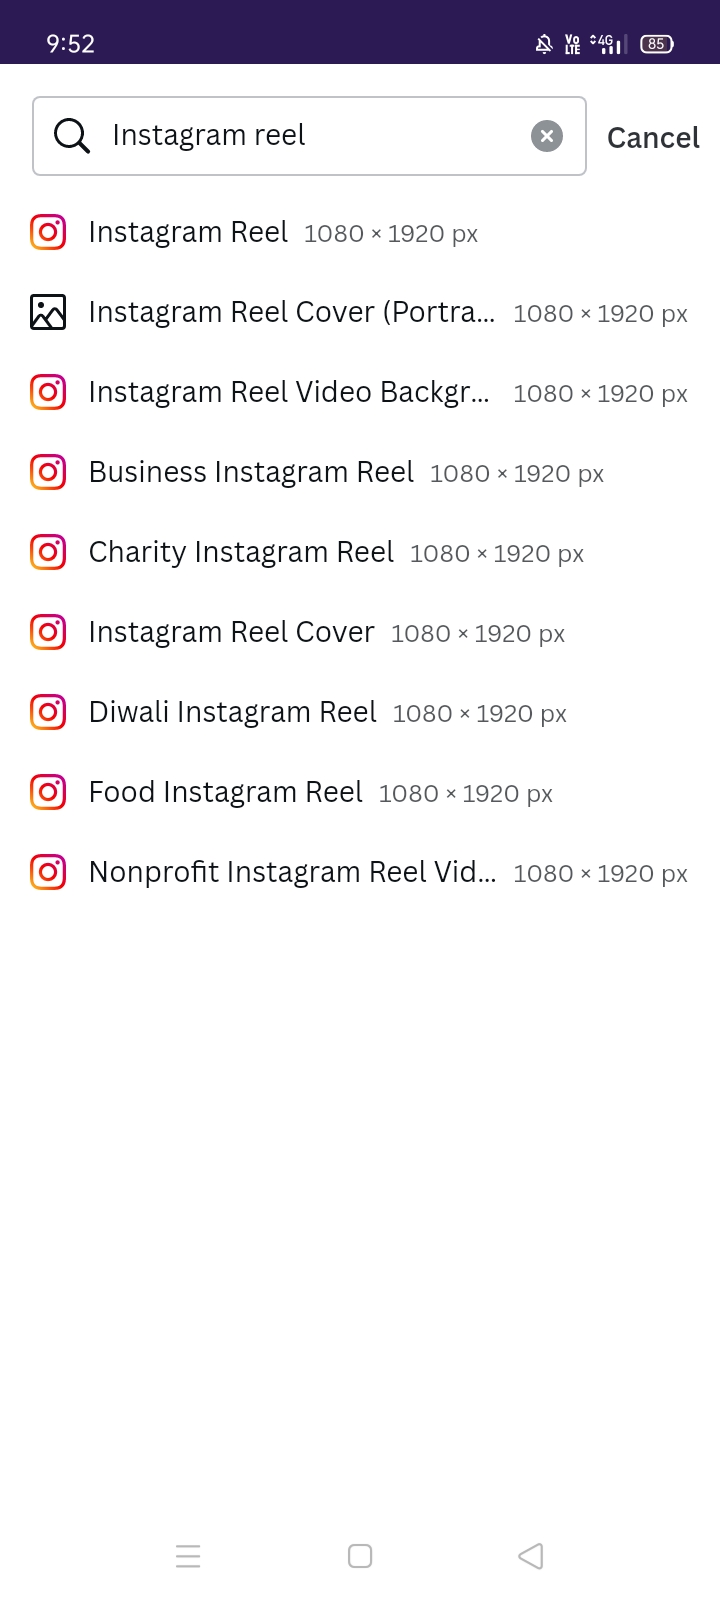 9:52 Vo LTE 4G 85
Instagram reel Cancel
Instagram Reel 1080 × 1920 px
Instagram Reel Cover (Portra... 1080 × 1920 px
Instagram Reel Video Backgr... 1080 × 1920 px
Business Instagram Reel 1080 × 1920 px
Charity Instagram Reel 1080 × 1920 px
Instagram Reel Cover 1080 × 1920 px
Diwali Instagram Reel 1080 × 1920 px
Food Instagram Reel 1080 × 1920 px
Nonprofit Instagram Reel Vid... 1080 × 1920 px